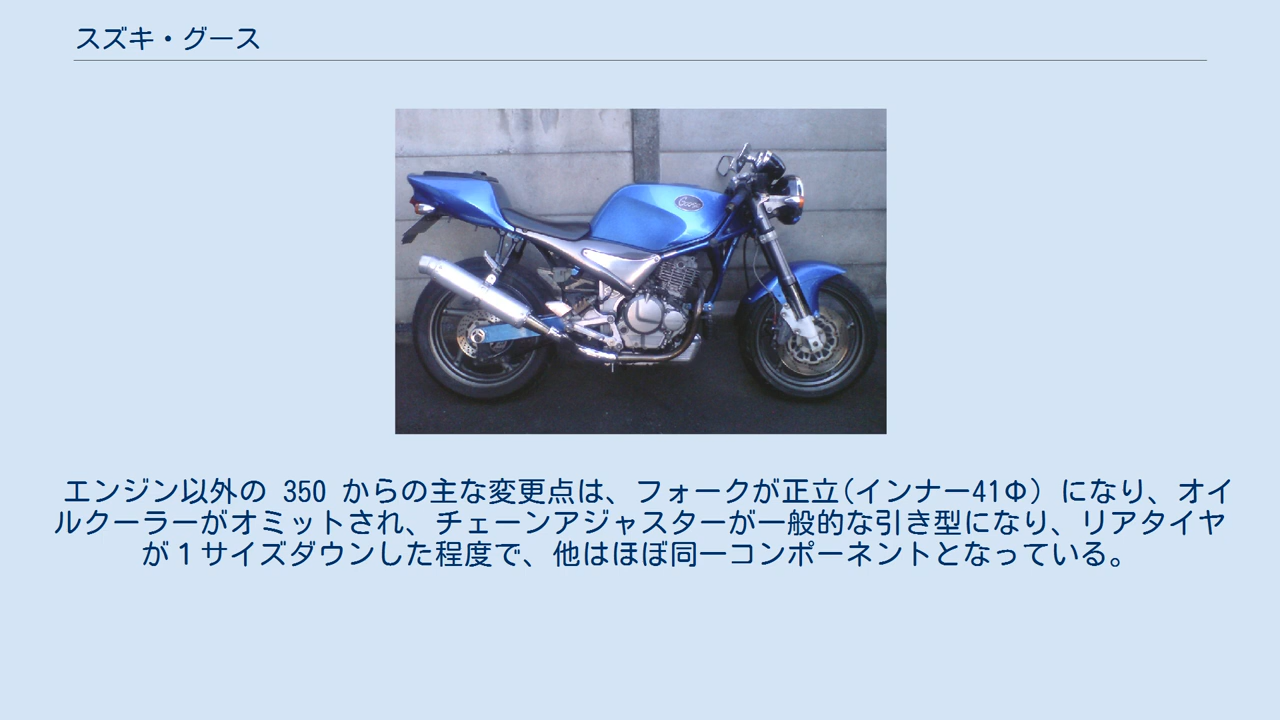 スズキ・グース
Goose
エンジン以外の 350 からの主な変更点は、フォークが正立(インナー41Φ) になり、オイ
ルクーラーがオミットされ、チェーンアジャスターが一般的な引き型になり、リアタイヤ
が１サイズダウンした程度で、他はほぼ同一コンポーネントとなっている。